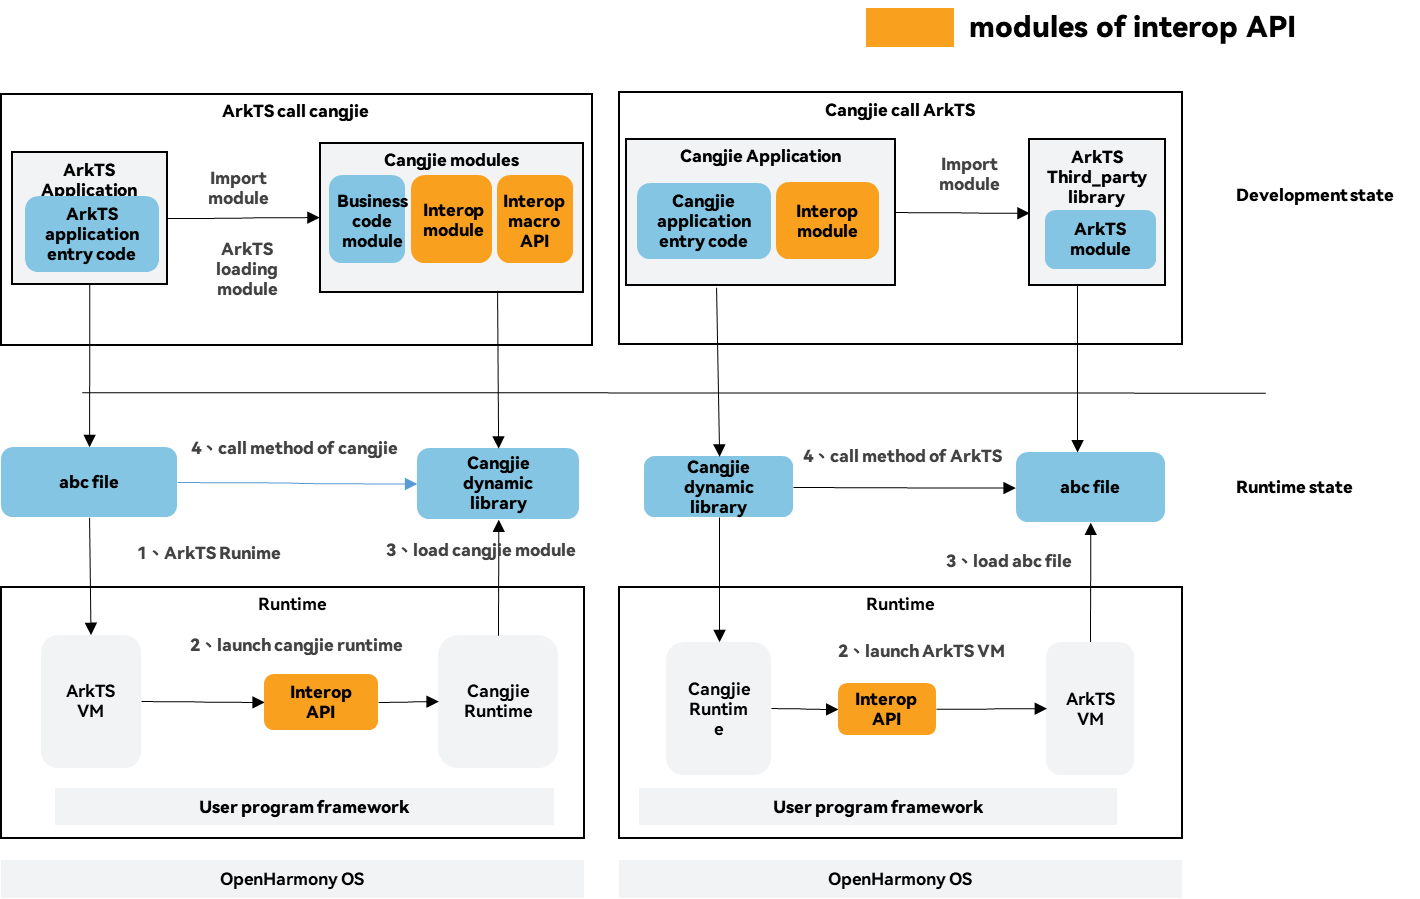 modules of interop API
ArkTS call cangjie
ArkTS
Application
ArkTS
application
entry code
Import
module
ArkTS
loading
module
Cangjie modules
Business
code
module
Interop
module
Interop
macro
API
Cangjie call ArkTS
Cangjie Application
Cangjie
application
entry code
Interop
module
Import
module
ArkTS
Third_party
library
ArkTS
module
Development state
abc file
4、call method of cangjie
Cangjie
dynamic
library
Cangjie
dynamic
library
4、call method of ArkTS
abc file
Runtime state
1、ArkTS Runime
3、load cangjie module
3、load abc file
Runtime
2、launch cangjie runtime
ArkTS
VM
Interop
API
Cangjie
Runtime
User program framework
OpenHarmony OS
Runtime
2、launch ArkTS VM
Cangjie
Runtim
e
Interop
API
ArkTS
VM
User program framework
OpenHarmony OS